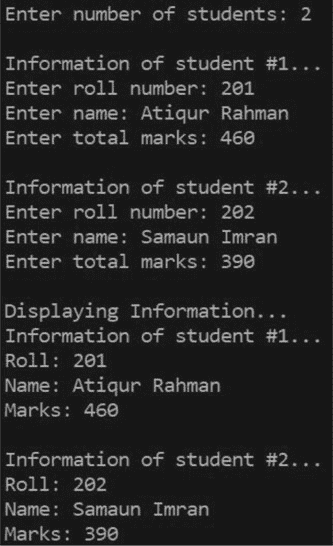 Enter number of students: 2
Information of student #1...
Enter roll number: 201
Enter name: Atiqur Rahman
Enter total marks: 460
Information of student #2...
Enter roll number: 202
Enter name: Samaun Imran
Enter total marks: 390
Displaying Information...
Information of student #1...
Roll: 201
Name: Atiqur Rahman
Marks: 460
Information of student #2...
Roll: 202
Name: Samaun Imran
Marks: 390